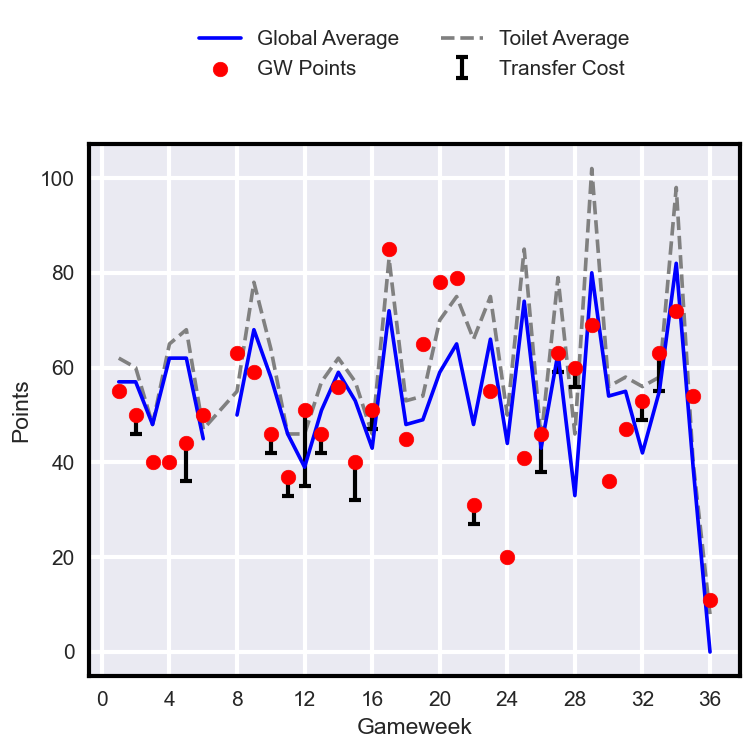 Global Average
GW Points
Toilet Average
Transfer Cost
100
80
60
40
20
0
Points
0 4 8 12 16 20 24 28 32 36
Gameweek